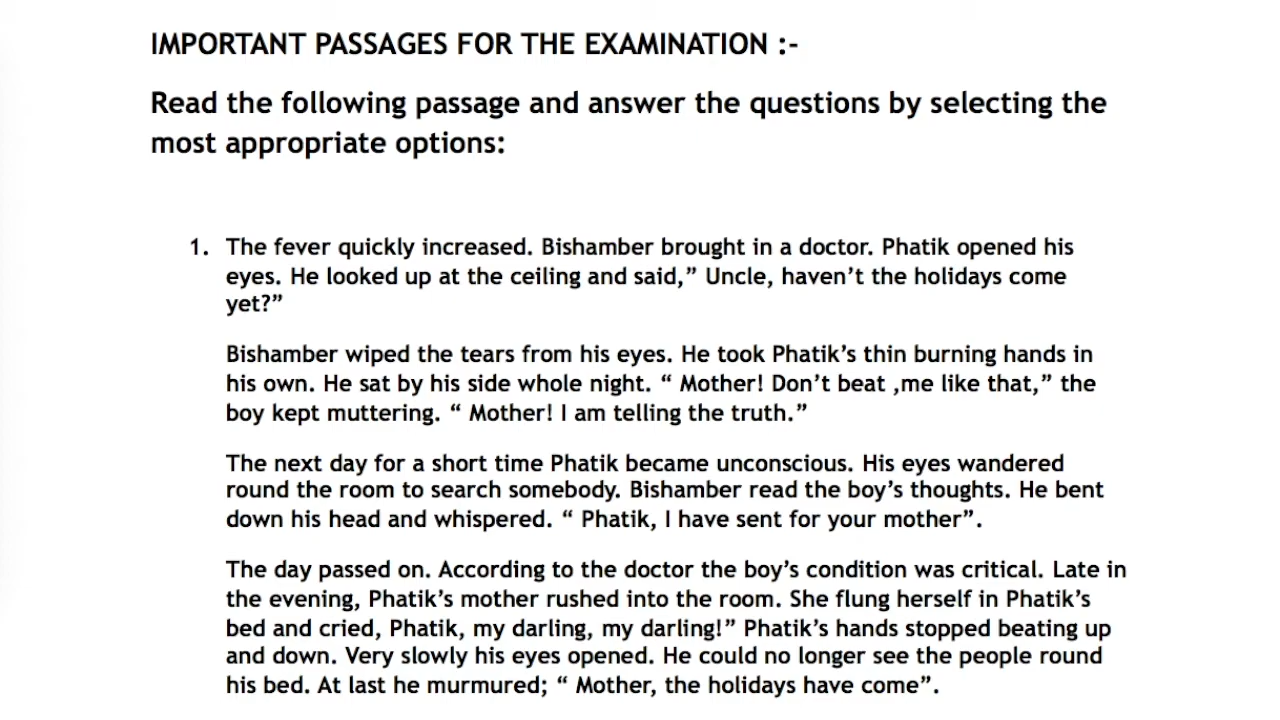 IMPORTANT PASSAGES FOR THE EXAMINATION :-
Read the following passage and answer the questions by selecting the
most appropriate options:
1. The fever quickly increased. Bishamber brought in a doctor. Phatik opened his
eyes. He looked up at the ceiling and said,” Uncle, haven’t the holidays come
yet?”
Bishamber wiped the tears from his eyes. He took Phatik’s thin burning hands in
his own. He sat by his side whole night. “ Mother! Don’t beat ,me like that,” the
boy kept muttering. “ Mother! I am telling the truth.”
The next day for a short time Phatik became unconscious. His eyes wandered
round the room to search somebody. Bishamber read the boy’s thoughts. He bent
down his head and whispered. “ Phatik, I have sent for your mother”.
The day passed on. According to the doctor the boy’s condition was critical. Late in
the evening, Phatik’s mother rushed into the room. She flung herself in Phatik’s
bed and cried, Phatik, my darling, my darling!” Phatik’s hands stopped beating up
and down. Very slowly his eyes opened. He could no longer see the people round
his bed. At last he murmured; “ Mother, the holidays have come”.